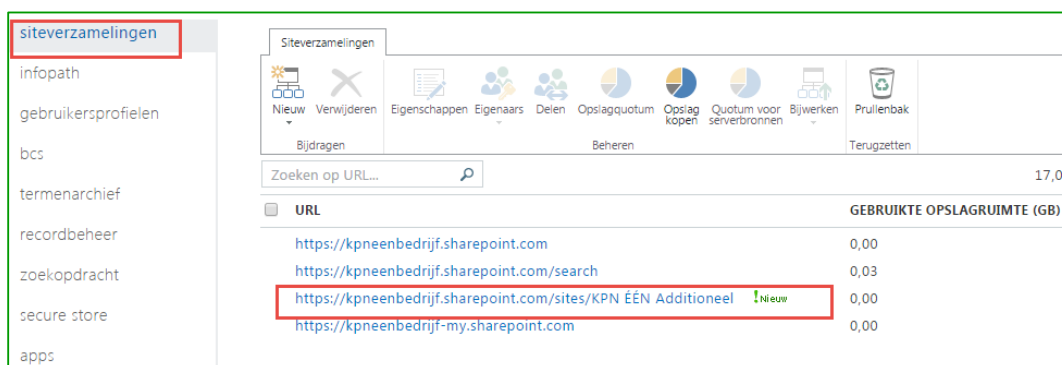 siteverzamelingen
infopath
gebruikersprofielen
bcs
termenarchief
recordbeheer
zoekopdracht
secure store
apps
Siteverzamelingen
Nieuw Verwijderen Eigenschappen Eigenaars Delen Opslagquotum Opslag kopen Quotum voor serverbronnen Bijwerken Prullenbak
Bijdragen Beheren Terugzetten
Zoeken op URL... 17,0
URL GEBRUIKTE OPSLAGRUIMTE (GB)
https://kpneenbedrijf.sharepoint.com 0,00
https://kpneenbedrijf.sharepoint.com/search 0,03
https://kpneenbedrijf.sharepoint.com/sites/KPN ÉÉN Additioneel ! Nieuw 0,00
https://kpneenbedrijf-my.sharepoint.com 0,00